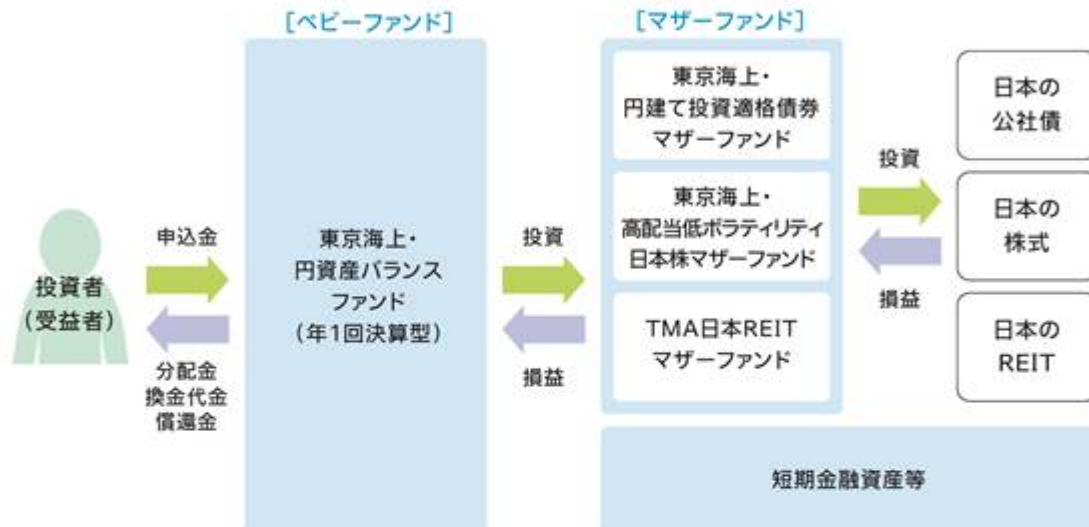 [ベビーファンド]
[マザーファンド]
投資者
(受益者)
申込金
分配金
換金代金
償還金
東京海上・
円資産バランス
ファンド
(年1回決算型)
投資
損益
東京海上・
円建て投資適格債券
マザーファンド
東京海上・
高配当低ボラティリティ
日本株マザーファンド
TMA日本REIT
マザーファンド
投資
損益
日本の
公社債
日本の
株式
日本の
REIT
短期金融資産等